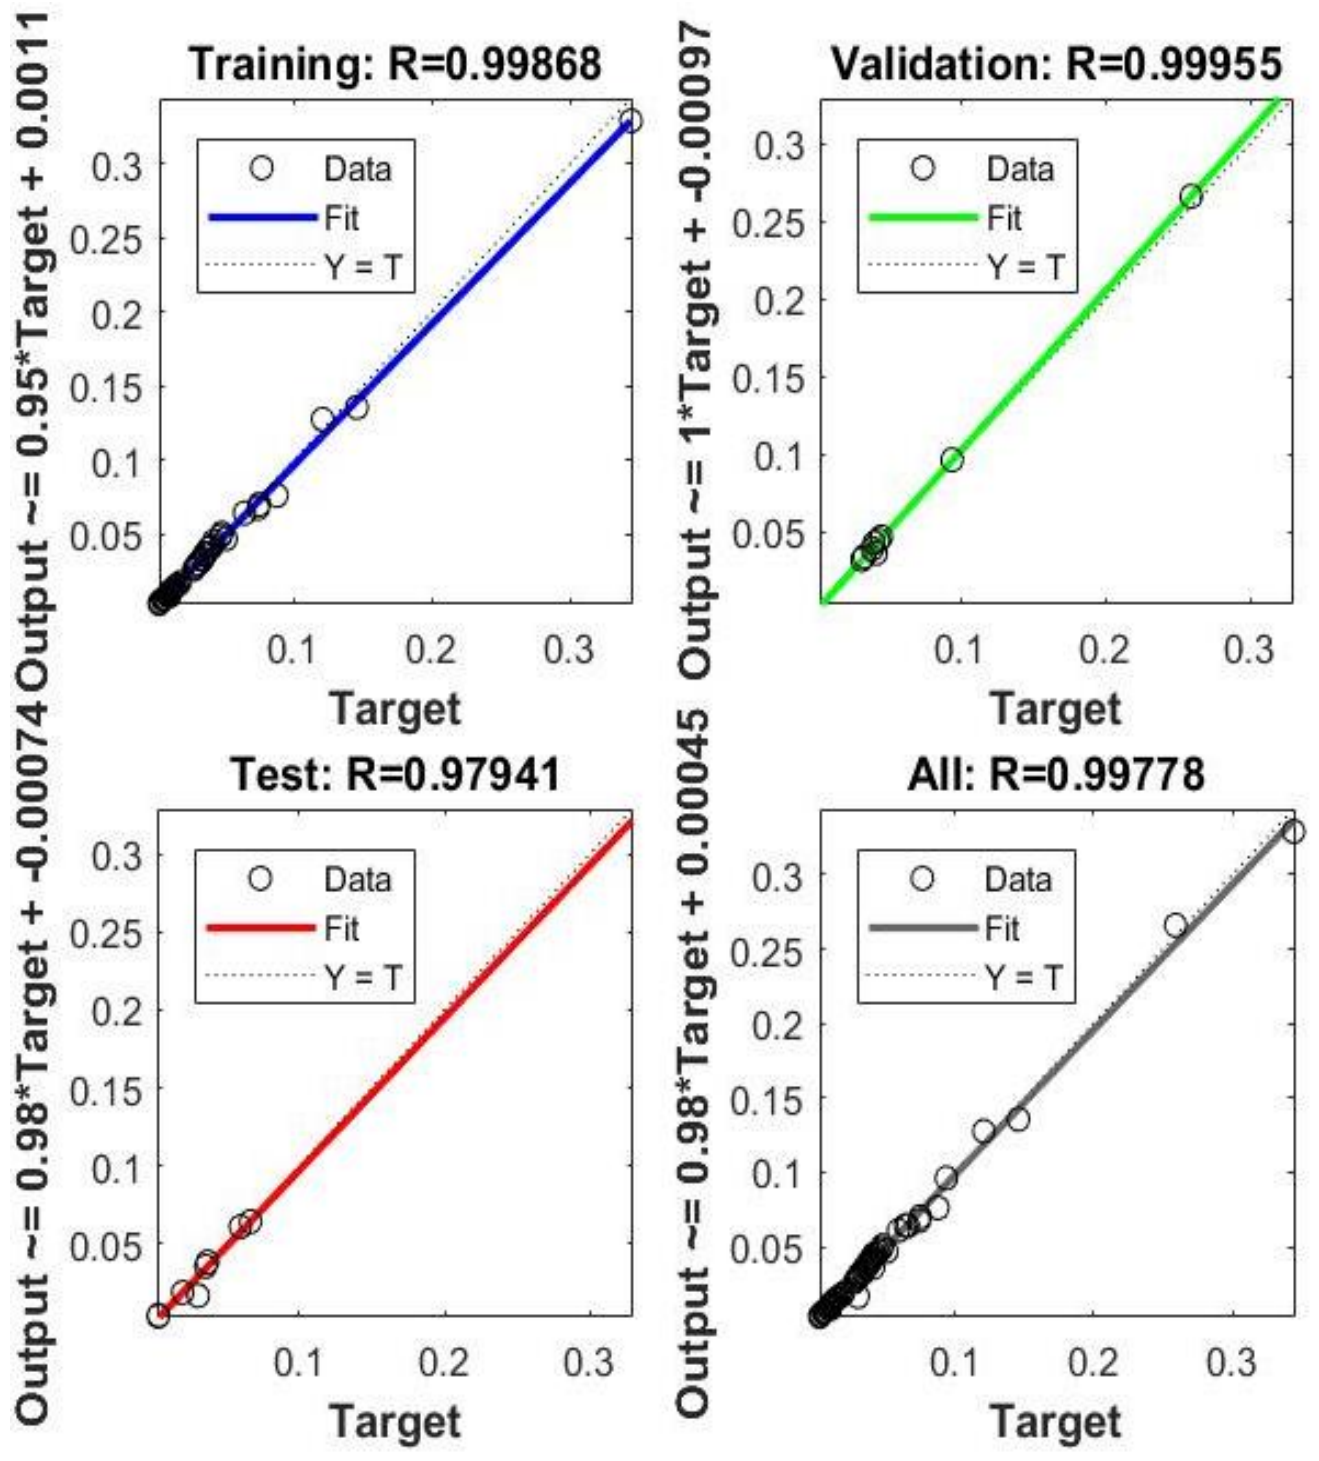 Training: R=0.99868
Output ~= 0.95*Target + 0.0011
Data
Fit
Y = T
0.3
0.25
0.2
0.15
0.1
0.05
0.1 0.2 0.3
Target
Validation: R=0.99955
Output ~= 1*Target + -0.00097
Data
Fit
Y = T
0.3
0.25
0.2
0.15
0.1
0.05
0.1 0.2 0.3
Target
Test: R=0.97941
Output ~= 0.98*Target + -0.00074
Data
Fit
Y = T
0.3
0.25
0.2
0.15
0.1
0.05
0.1 0.2 0.3
Target
All: R=0.99778
Output ~= 0.98*Target + 0.00045
Data
Fit
Y = T
0.3
0.25
0.2
0.15
0.1
0.05
0.1 0.2 0.3
Target